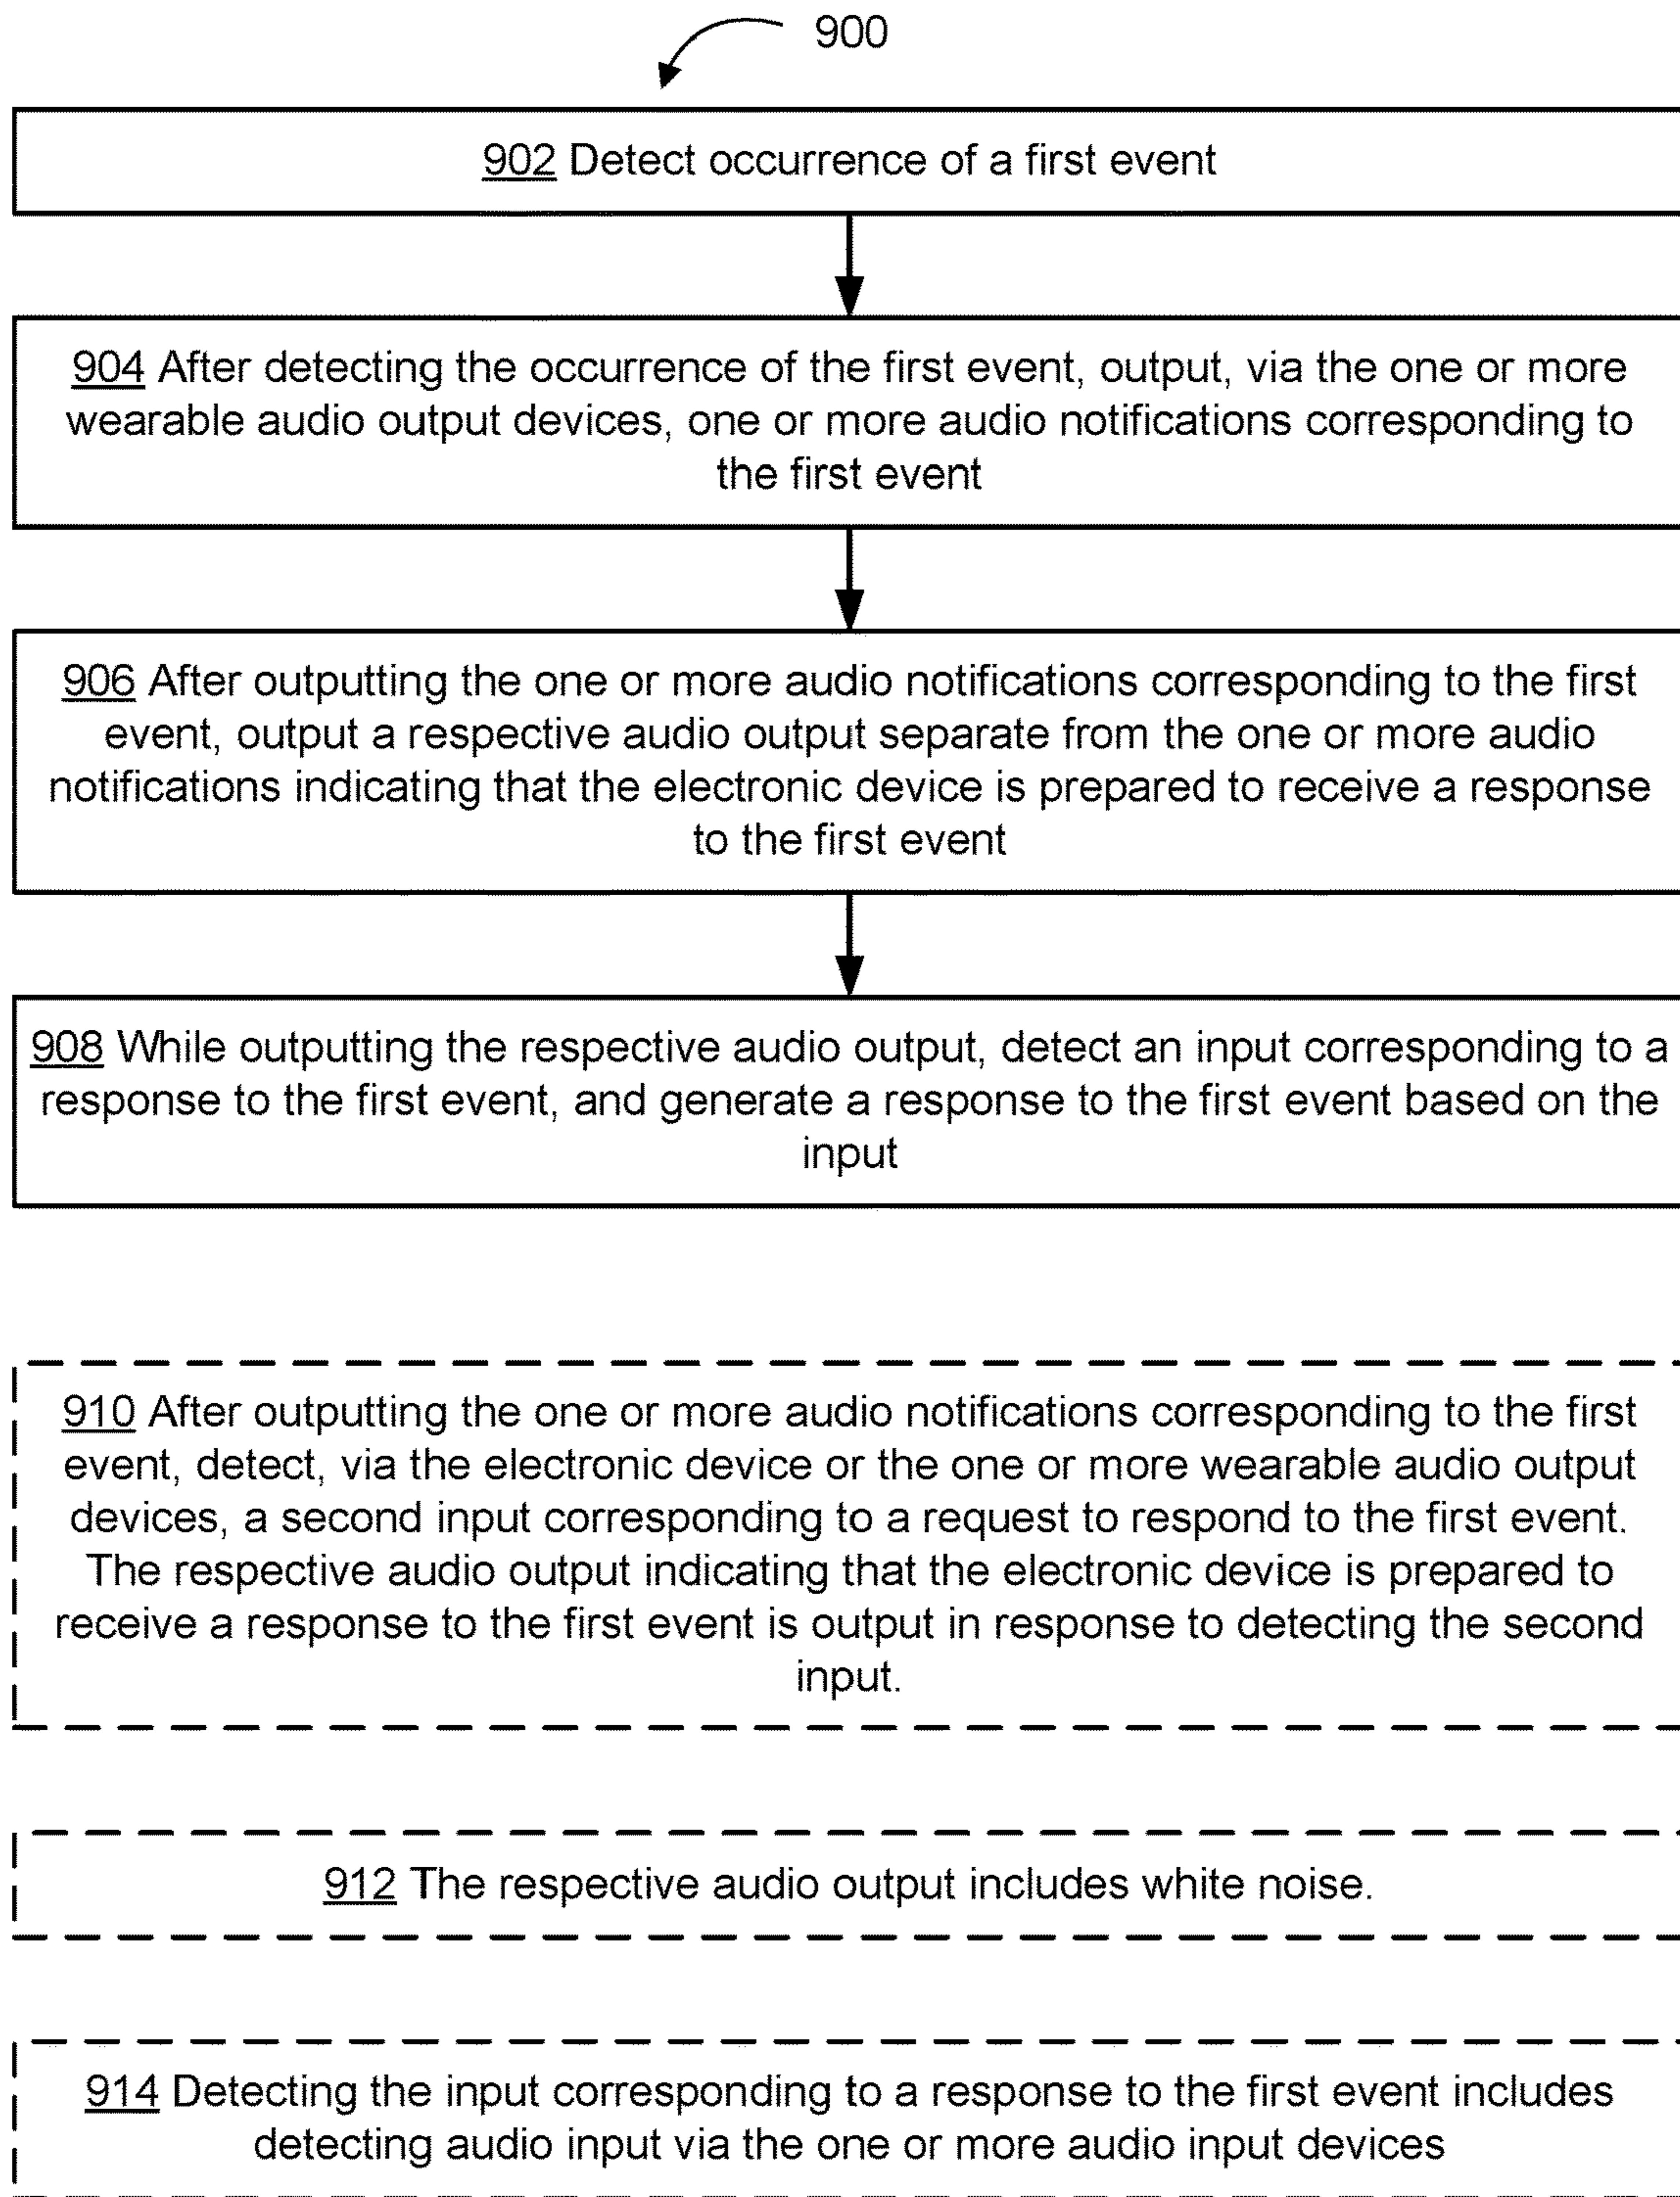 900
902 Detect occurrence of a first event
904 After detecting the occurrence of the first event, output, via the one or more
wearable audio output devices, one or more audio notifications corresponding to
the first event
906 After outputting the one or more audio notifications corresponding to the first
event, output a respective audio output separate from the one or more audio
notifications indicating that the electronic device is prepared to receive a response
to the first event
908 While outputting the respective audio output, detect an input corresponding to a
response to the first event, and generate a response to the first event based on the
input
910 After outputting the one or more audio notifications corresponding to the first
event, detect, via the electronic device or the one or more wearable audio output
devices, a second input corresponding to a request to respond to the first event.
The respective audio output indicating that the electronic device is prepared to
receive a response to the first event is output in response to detecting the second
input.
912 The respective audio output includes white noise.
914 Detecting the input corresponding to a response to the first event includes
detecting audio input via the one or more audio input devices